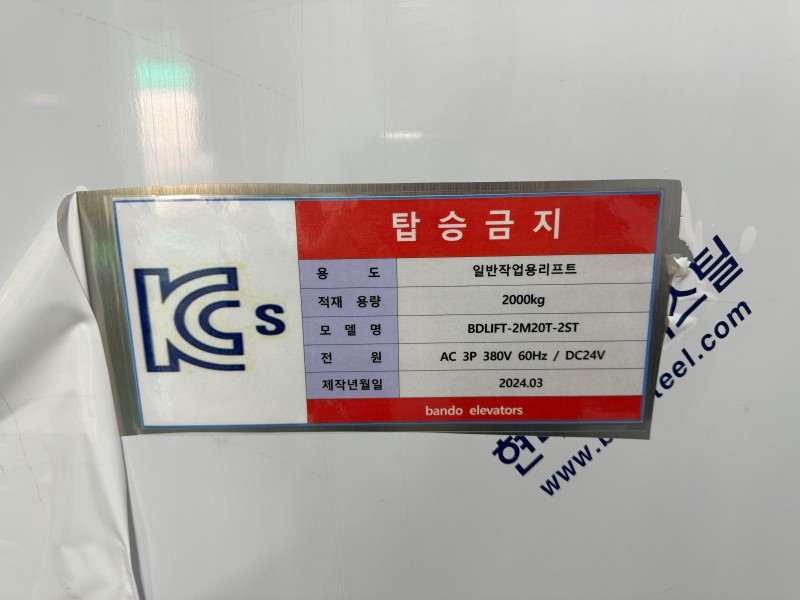 KCs
탑승금지
용 도 일반작업용리프트
적재 용량 2000kg
모 델 명 BDLIFT-2M20T-2ST
전 원 AC 3P 380V 60Hz / DC24V
제작년월일 2024.03
bando elevators
스틸
www.
eel.com